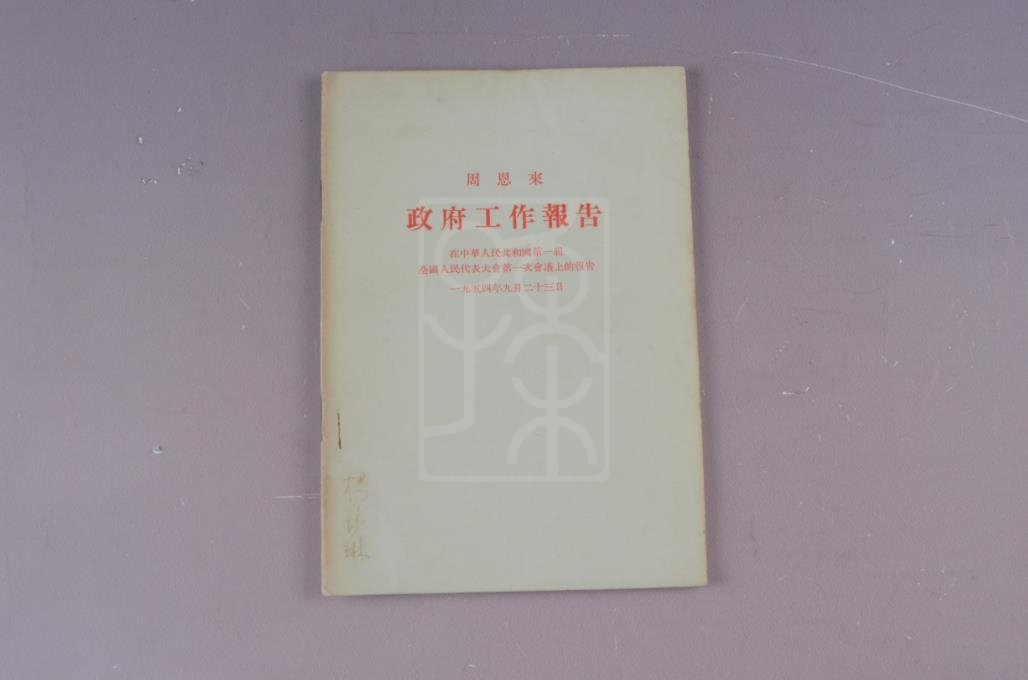 周恩來
政府工作報告
在中華人民共和國第一屆
全國人民代表大會第一次會議上的報告
一九五四年九月二十三日
楊
琳